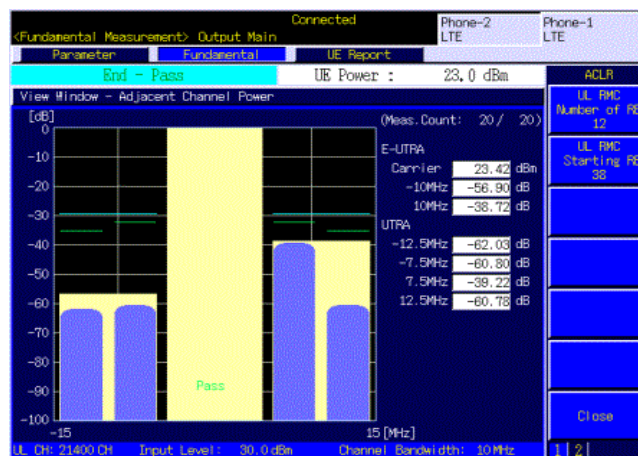 Connected
Phone-2
LTE
Phone-1
LTE
<Fundamental Measurement> Output Main
Parameter
Fundamental
UE Report
End - Pass
UE Power : 23.0 dBm
ACLR
View Window - Adjacent Channel Power
[dB]
(Meas.Count: 20/ 20)
0
-10
-20
-30
-40
-50
-60
-70
-80
-90
-100
-15
15 [MHz]
Pass
E-UTRA
Carrier 23.42 dBm
-10MHz -56.90 dB
10MHz -38.72 dB
UTRA
-12.5MHz -62.03 dB
-7.5MHz -60.80 dB
7.5MHz -39.22 dB
12.5MHz -60.78 dB
UL RMC
Number of RB
12
UL RMC
Starting RB
38
Close
UL CH: 21400 CH Input Level: 30.0 dBm Channel Bandwidth: 10 MHz
1 2